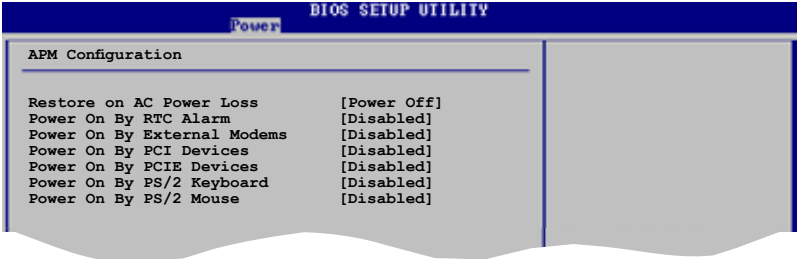 BIOS SETUP UTILITY
Power
APM Configuration
Restore on AC Power Loss [Power Off]
Power On By RTC Alarm [Disabled]
Power On By External Modems [Disabled]
Power On By PCI Devices [Disabled]
Power On By PCIE Devices [Disabled]
Power On By PS/2 Keyboard [Disabled]
Power On By PS/2 Mouse [Disabled]